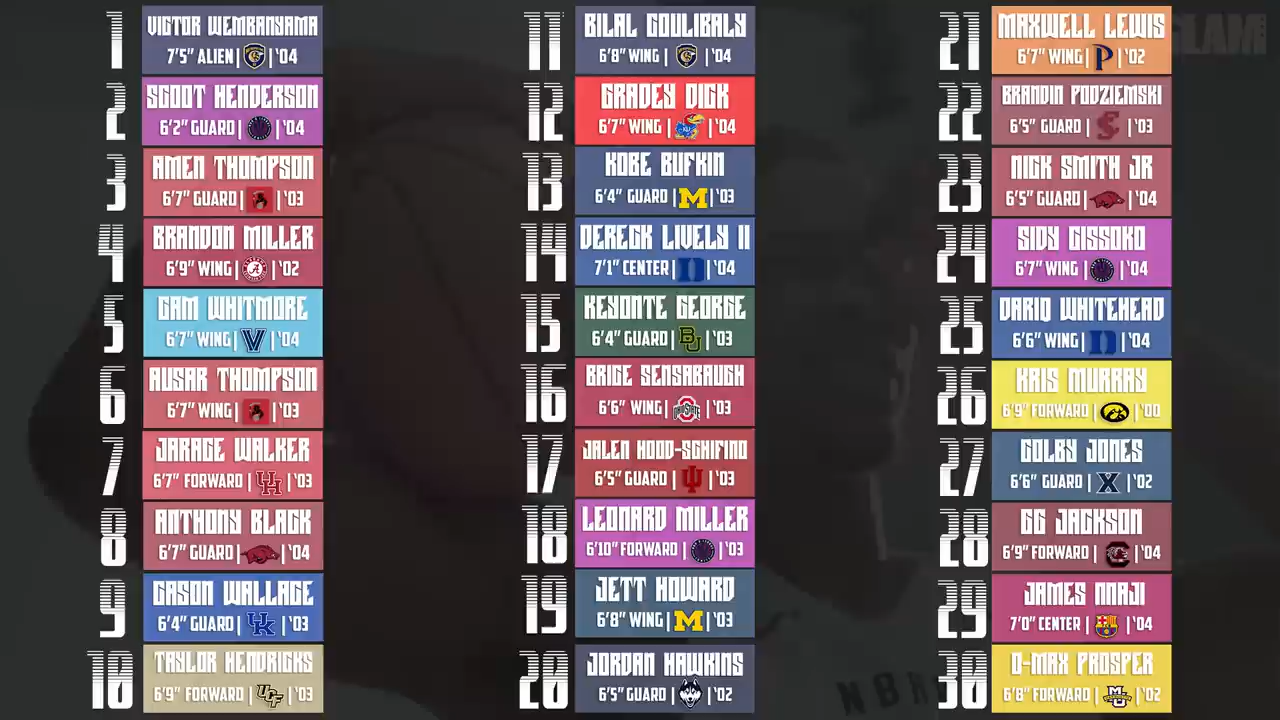 1
VICTOR WEMBANYAMA
7'5" ALIEN | | '04
2
SCOOT HENDERSON
6'2" GUARD | | '04
3
AMEN THOMPSON
6'7" GUARD | | '03
4
BRANDON MILLER
6'9" WING | | '02
5
CAM WHITMORE
6'7" WING | | '04
6
AUSAR THOMPSON
6'7" WING | | '03
7
JARACE WALKER
6'7" FORWARD | UH | '03
8
ANTHONY BLACK
6'7" GUARD | | '04
9
CASON WALLACE
6'4" GUARD | UK | '03
10
TAYLOR HENDRICKS
6'9" FORWARD | UCF | '03
11
BILAL COULIBALY
6'8" WING | | '04
12
GRADEY DICK
6'7" WING | KU | '04
13
KOBE BUFKIN
6'4" GUARD | M | '03
14
DERECK LIVELY II
7'1" CENTER | D | '04
15
KEYONTE GEORGE
6'4" GUARD | BU | '03
16
BRICE SENSABAUGH
6'6" WING | OHIO STATE | '03
17
JALEN HOOD-SCHIFINO
6'5" GUARD | | '03
18
LEONARD MILLER
6'10" FORWARD | | '03
19
JETT HOWARD
6'8" WING | M | '03
20
JORDAN HAWKINS
6'5" GUARD | | '02
21
MAXWELL LEWIS
6'7" WING | P | '02
22
BRANDIN PODZIEMSKI
6'5" GUARD | | '03
23
NICK SMITH JR
6'5" GUARD | | '04
24
SIDY CISSOKO
6'7" WING | | '04
25
DARIQ WHITEHEAD
6'6" WING | D | '04
26
KRIS MURRAY
6'9" FORWARD | | '00
27
COLBY JONES
6'6" GUARD | X | '02
28
GG JACKSON
6'9" FORWARD | C | '04
29
JAMES NNAJI
7'0" CENTER | | '04
30
O-MAX PROSPER
6'8" FORWARD | MU | '02
SLAM